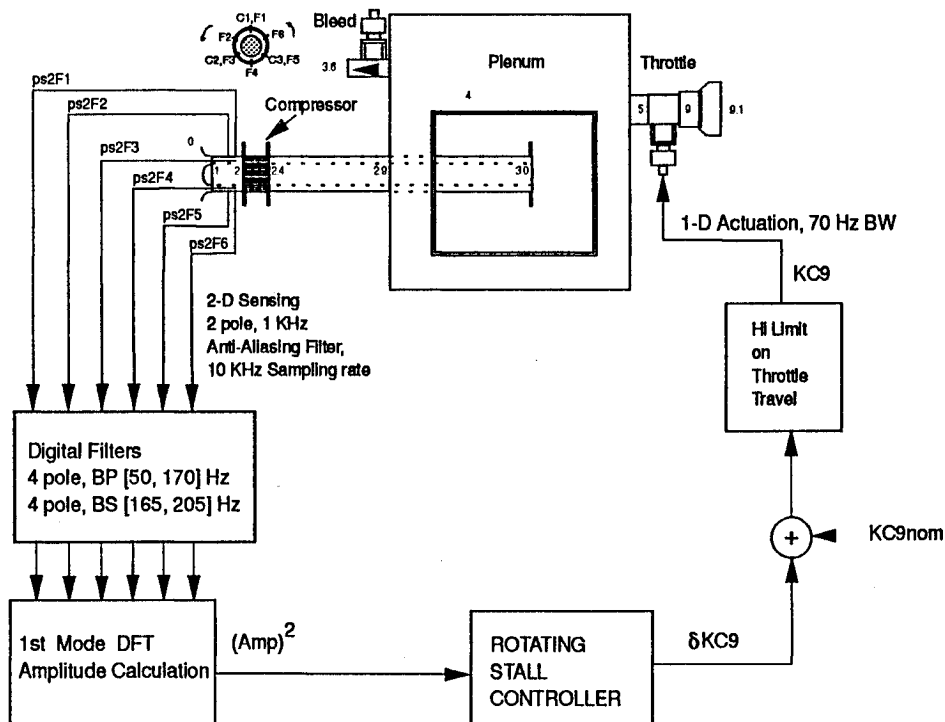 Bleed
C1,F1
F2
F6
C2,F3
C3,F5
F4
3.6
Plenum
Throttle
4
5
9
9.1
ps2F1
ps2F2
ps2F3
ps2F4
ps2F5
ps2F6
Compressor
0
1
2
24
29
30
1-D Actuation, 70 Hz BW
KC9
2-D Sensing
2 pole, 1 KHz
Anti-Aliasing Filter,
10 KHz Sampling rate
Hi Limit
on
Throttle
Travel
Digital Filters
4 pole, BP [50, 170] Hz
4 pole, BS [165, 205] Hz
+
KC9nom
1st Mode DFT
Amplitude Calculation
(Amp)²
ROTATING
STALL
CONTROLLER
δKC9